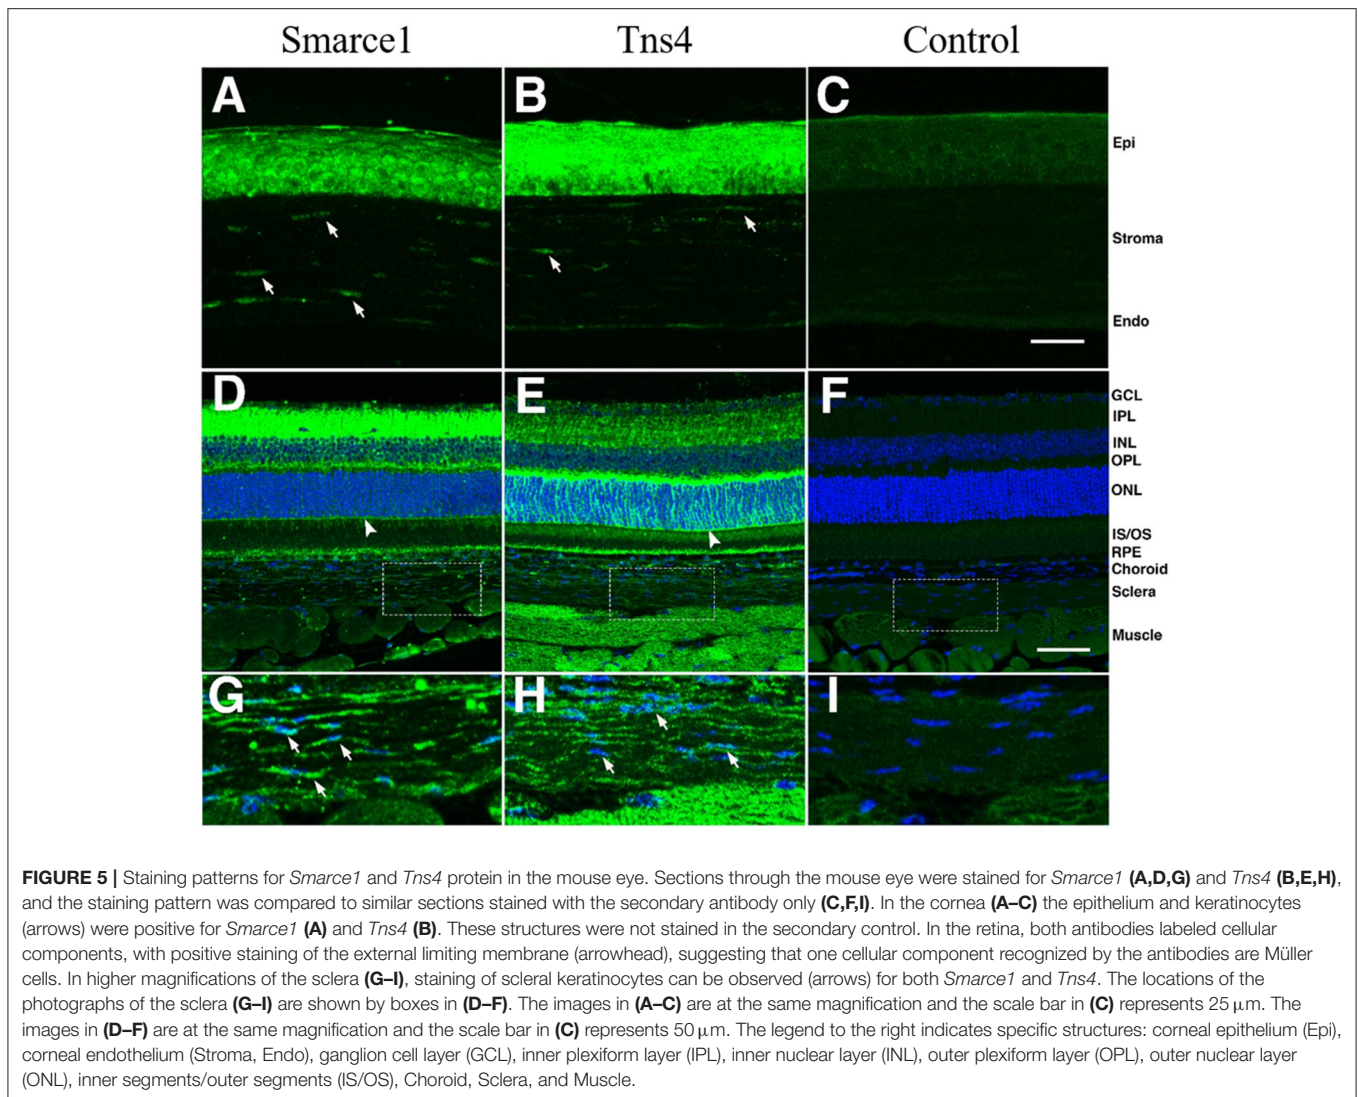 Smarce1 Tns4 Control
A B C
Epi
Stroma
Endo
D E F
GCL
IPL
INL
OPL
ONL
IS/OS
RPE
Choroid
Sclera
Muscle
G H I
FIGURE 5 | Staining patterns for Smarce1 and Tns4 protein in the mouse eye. Sections through the mouse eye were stained for Smarce1 (A,D,G) and Tns4 (B,E,H),
and the staining pattern was compared to similar sections stained with the secondary antibody only (C,F,I). In the cornea (A–C) the epithelium and keratinocytes
(arrows) were positive for Smarce1 (A) and Tns4 (B). These structures were not stained in the secondary control. In the retina, both antibodies labeled cellular
components, with positive staining of the external limiting membrane (arrowhead), suggesting that one cellular component recognized by the antibodies are Müller
cells. In higher magnifications of the sclera (G–I), staining of scleral keratinocytes can be observed (arrows) for both Smarce1 and Tns4. The locations of the
photographs of the sclera (G–I) are shown by boxes in (D–F). The images in (A–C) are at the same magnification and the scale bar in (C) represents 25 μm. The
images in (D–F) are at the same magnification and the scale bar in (C) represents 50 μm. The legend to the right indicates specific structures: corneal epithelium (Epi),
corneal endothelium (Stroma, Endo), ganglion cell layer (GCL), inner plexiform layer (IPL), inner nuclear layer (INL), outer plexiform layer (OPL), outer nuclear layer
(ONL), inner segments/outer segments (IS/OS), Choroid, Sclera, and Muscle.